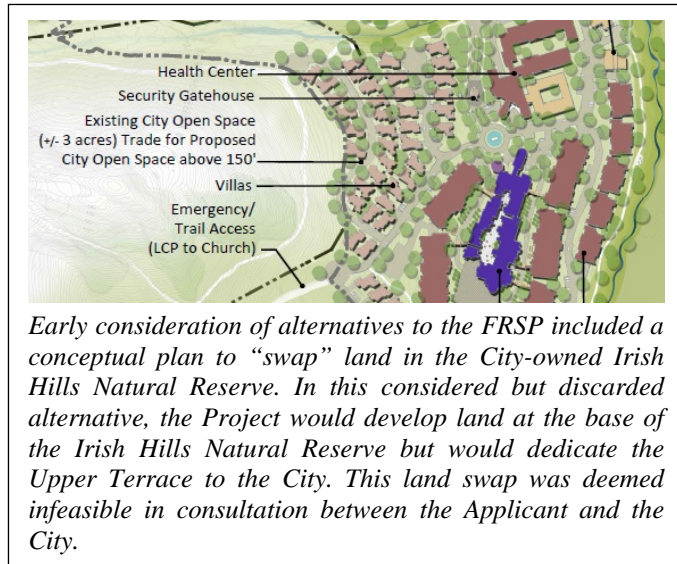 Health Center
Security Gatehouse
Existing City Open Space
(+/- 3 acres) Trade for Proposed
City Open Space above 150'
Villas
Emergency/
Trail Access
(LCP to Church)
Early consideration of alternatives to the FRSP included a
conceptual plan to “swap” land in the City-owned Irish
Hills Natural Reserve. In this considered but discarded
alternative, the Project would develop land at the base of
the Irish Hills Natural Reserve but would dedicate the
Upper Terrace to the City. This land swap was deemed
infeasible in consultation between the Applicant and the
City.